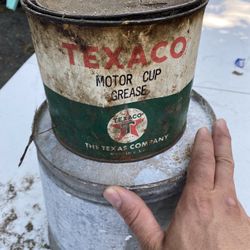 TEXACO
MOTOR CUP
GREASE
TEXACO
THE TEXAS COMPANY